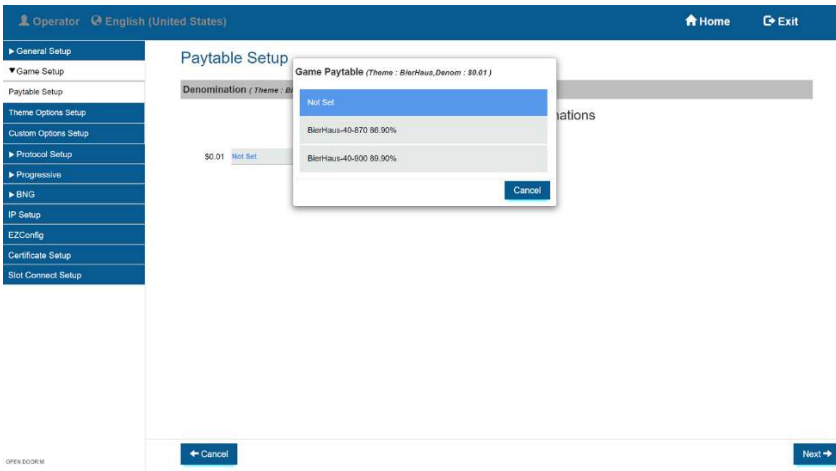 Operator English (United States) Home Exit
General Setup
Game Setup
Paytable Setup
Theme Options Setup
Custom Options Setup
Protocol Setup
Progressive
BNG
IP Setup
EZConfig
Certificate Setup
Slot Connect Setup
OPEN DOOR:M
Paytable Setup
Denomination ( Theme : Bi
nations
$0.01 Not Set
Game Paytable (Theme : BierHaus,Denom : $0.01 )
Not Set
BierHaus-40-870 86.90%
BierHaus-40-900 89.90%
Cancel
Cancel
Next